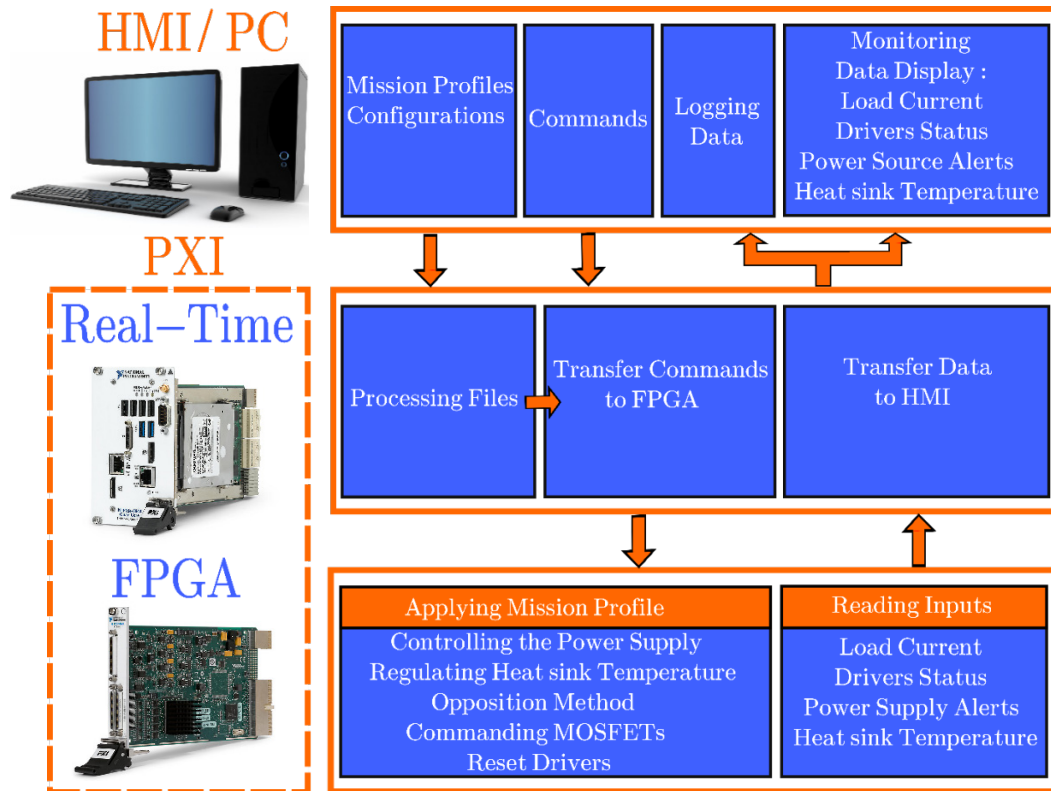 HMI/ PC
Mission Profiles
Configurations
Commands
Logging
Data
Monitoring
Data Display :
Load Current
Drivers Status
Power Source Alerts
Heat sink Temperature
PXI
Real–Time
NATIONAL
INSTRUMENTS
Processing Files
Transfer Commands
to FPGA
Transfer Data
to HMI
FPGA
PXI
Applying Mission Profile
Controlling the Power Supply
Regulating Heat sink Temperature
Opposition Method
Commanding MOSFETs
Reset Drivers
Reading Inputs
Load Current
Drivers Status
Power Supply Alerts
Heat sink Temperature